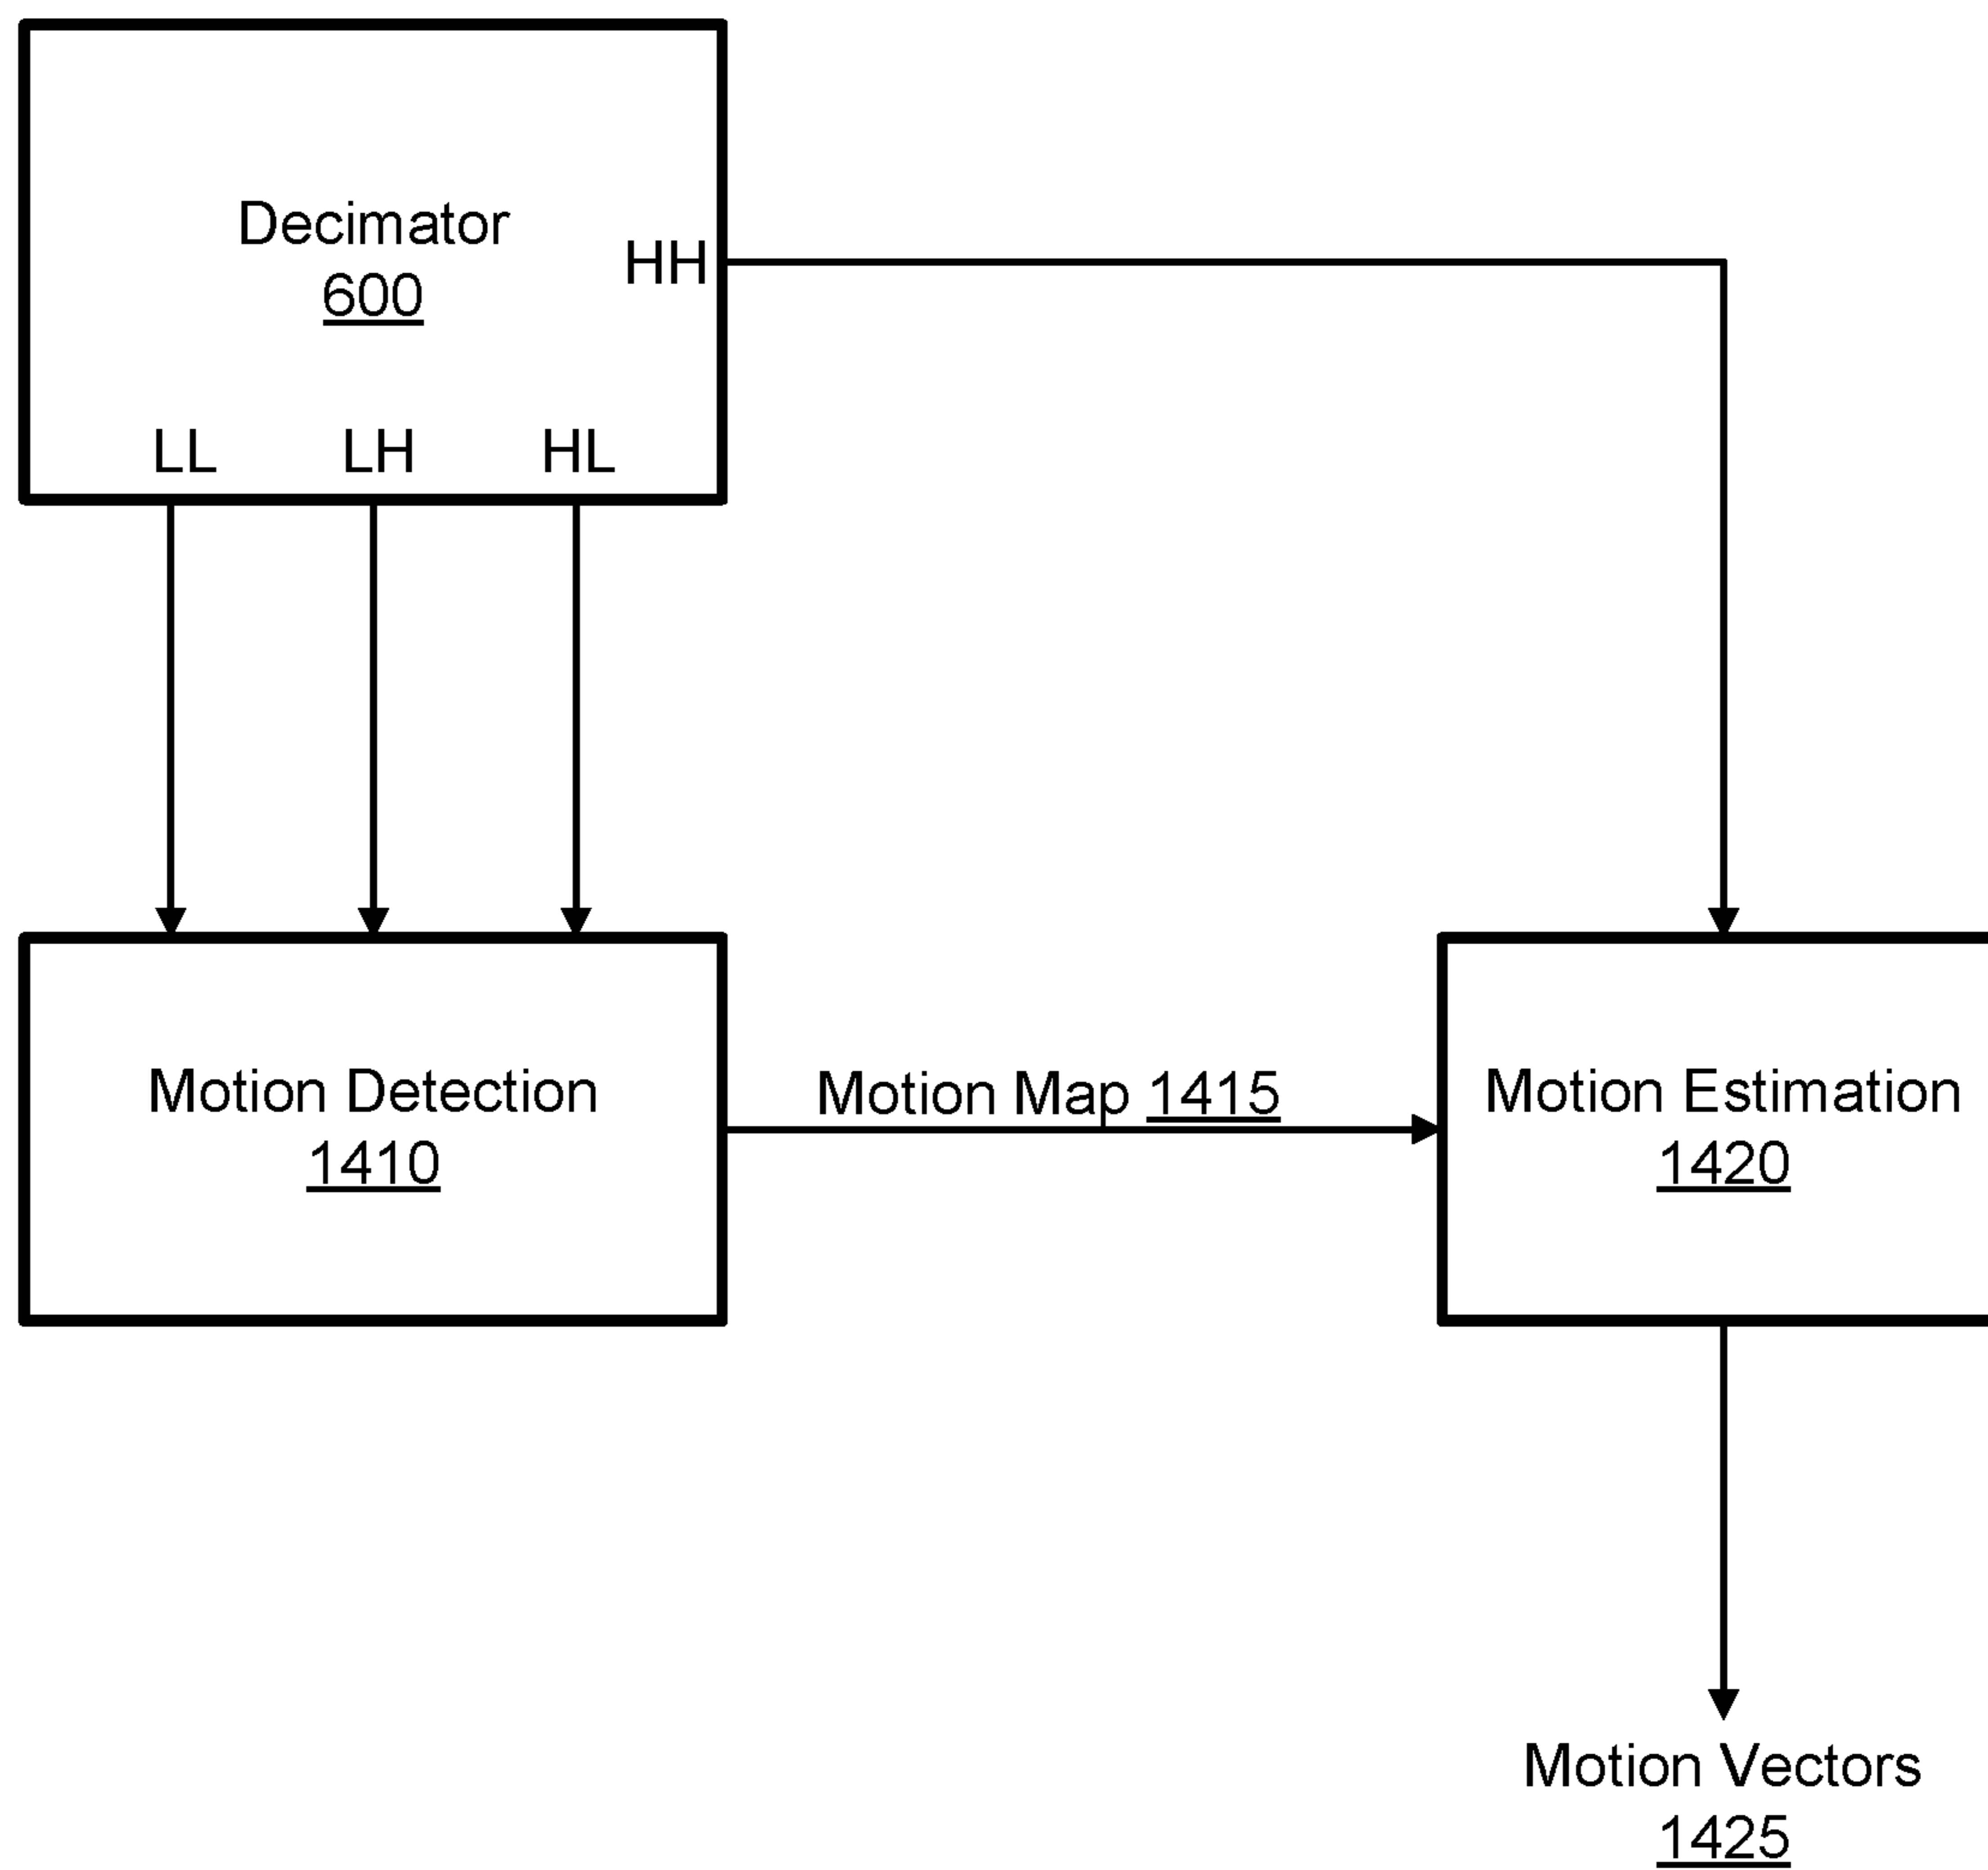 Decimator
600
HH
LL LH HL
Motion Detection
1410
Motion Map 1415
Motion Estimation
1420
Motion Vectors
1425